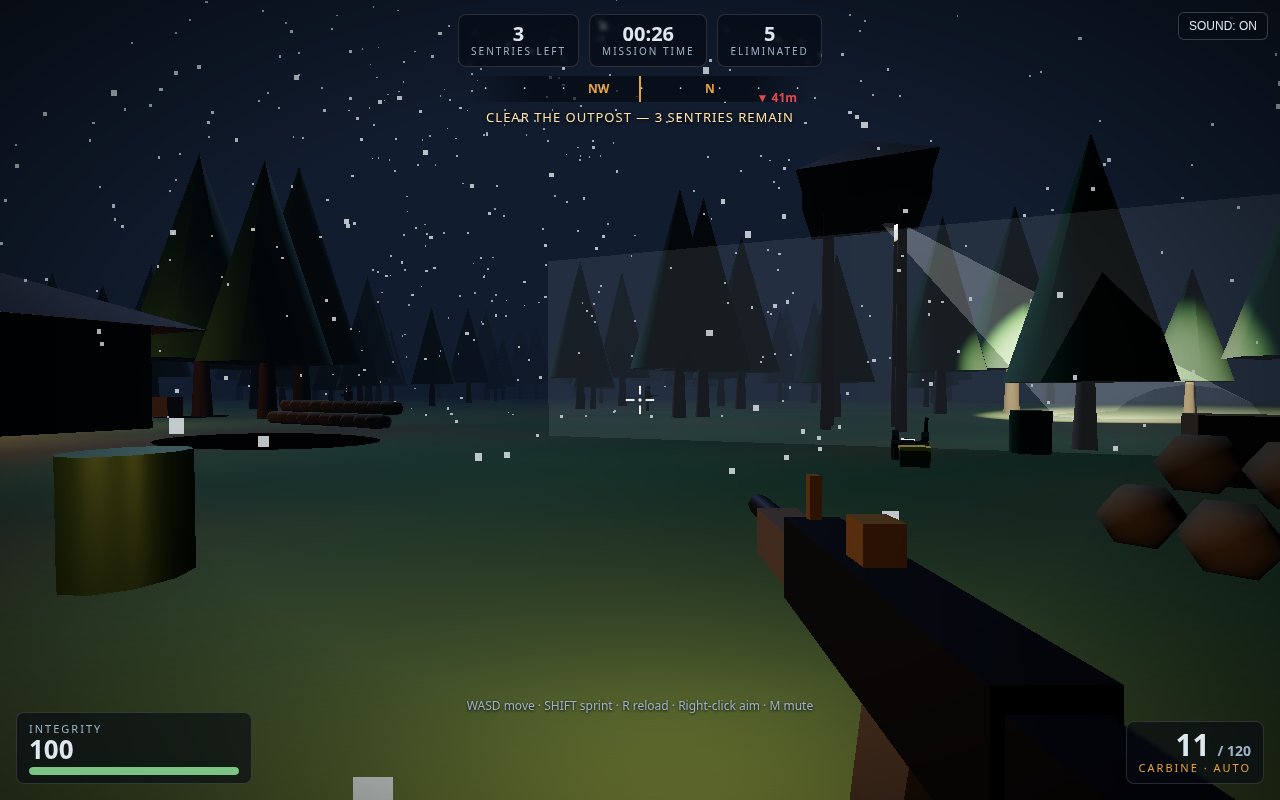 3
SENTRIES LEFT
00:26
MISSION TIME
5
ELIMINATED
SOUND: ON
NW
N
▼ 41m
CLEAR THE OUTPOST — 3 SENTRIES REMAIN
WASD move · SHIFT sprint · R reload · Right-click aim · M mute
INTEGRITY
100
11 / 120
CARBINE · AUTO